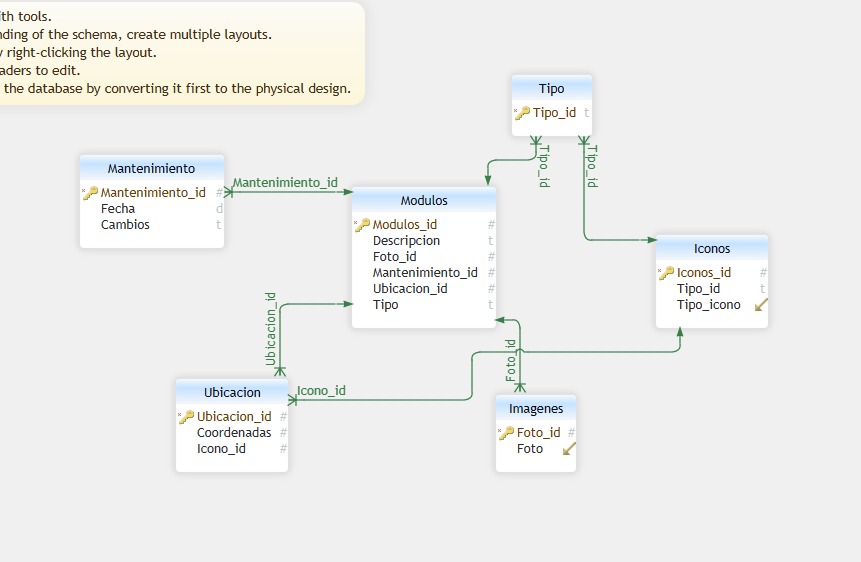 ith tools.
nding of the schema, create multiple layouts.
y right-clicking the layout.
aders to edit.
the database by converting it first to the physical design.
Tipo
Tipo_id t
Tipo_id
Tipo_id
Mantenimiento
Mantenimiento_id #
Fecha d
Cambios t
Mantenimiento_id
Modulos
Modulos_id #
Descripcion t
Foto_id #
Mantenimiento_id #
Ubicacion_id #
Tipo t
Iconos
Iconos_id #
Tipo_id t
Tipo_icono
Ubicacion_id
Foto_id
Icono_id
Ubicacion
Ubicacion_id #
Coordenadas #
Icono_id #
Imagenes
Foto_id #
Foto